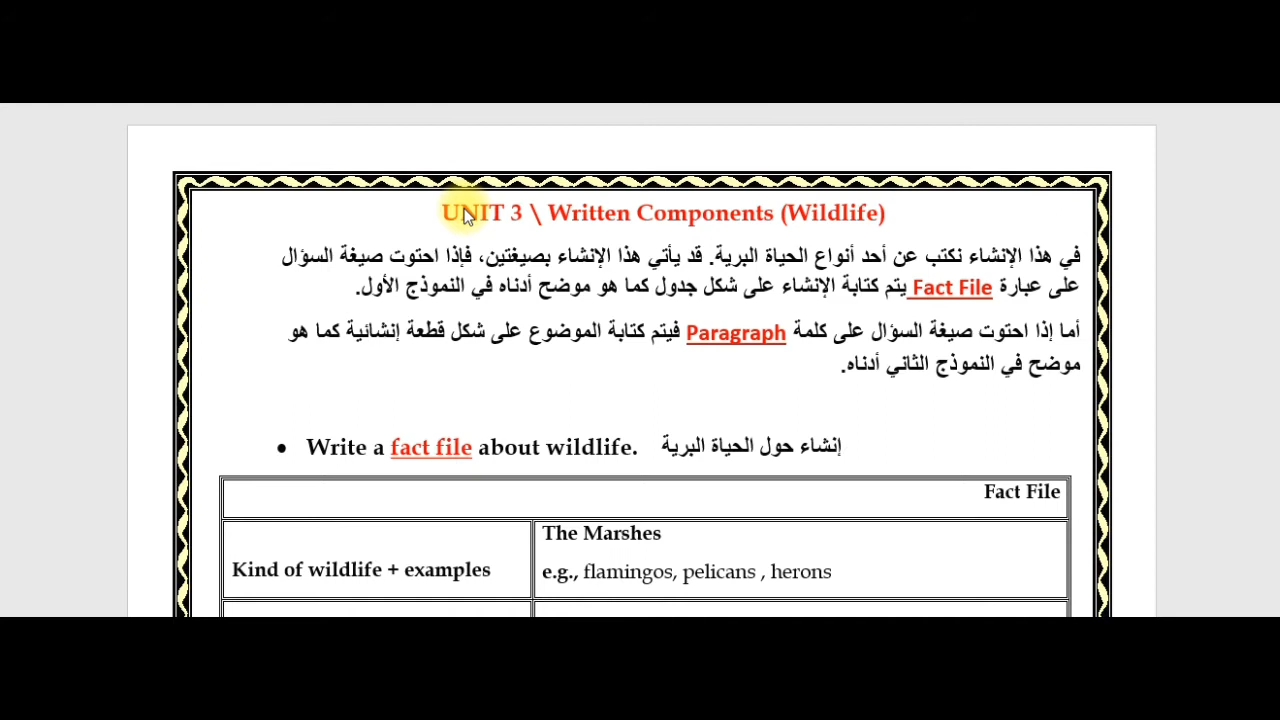 UNIT 3 \ Written Components (Wildlife)
في هذا الإنشاء نكتب عن أحد أنواع الحياة البرية. قد يأتي هذا الإنشاء بصيغتين، فإذا احتوت صيغة السؤال
على عبارة Fact File يتم كتابة الإنشاء على شكل جدول كما هو موضح أدناه في النموذج الأول.
أما إذا احتوت صيغة السؤال على كلمة Paragraph فيتم كتابة الموضوع على شكل قطعة إنشائية كما هو
موضح في النموذج الثاني أدناه.
• Write a fact file about wildlife. إنشاء حول الحياة البرية
Fact File
The Marshes
Kind of wildlife + examples
e.g., flamingos, pelicans , herons